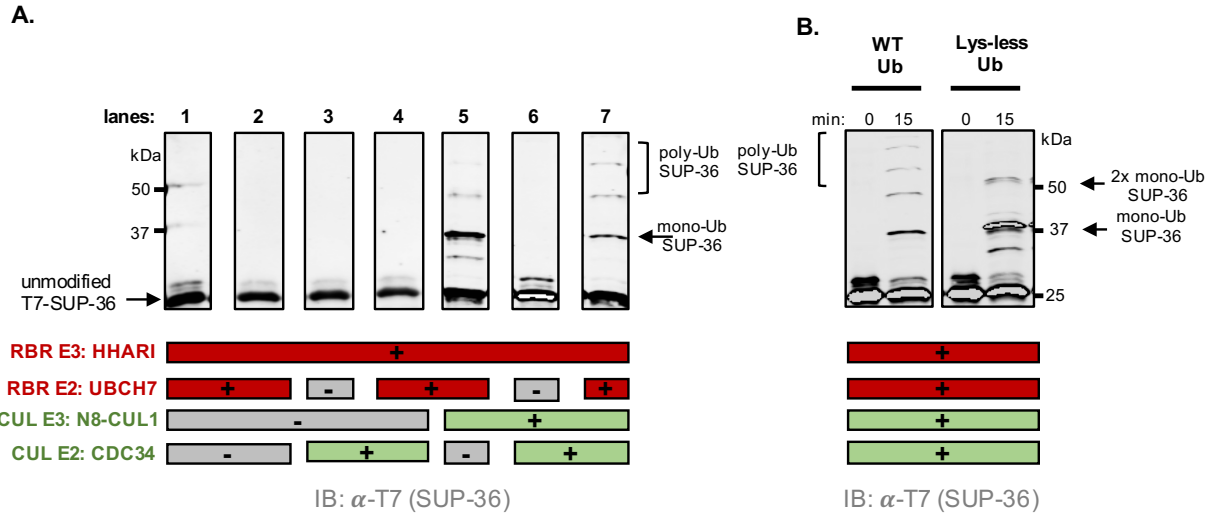 A.
B.
WT
Ub
Lys-less
Ub
lanes: 1 2 3 4 5 6 7
min: 0 15 0 15
kDa
50
37
poly-Ub
SUP-36
mono-Ub
SUP-36
unmodified
T7-SUP-36
poly-Ub
SUP-36
kDa
50
37
25
2x mono-Ub
SUP-36
mono-Ub
SUP-36
RBR E3: HHARI + +
RBR E2: UBCH7 + - + - + +
CUL E3: N8-CUL1 - + +
CUL E2: CDC34 - + - + +
IB: α-T7 (SUP-36)
IB: α-T7 (SUP-36)